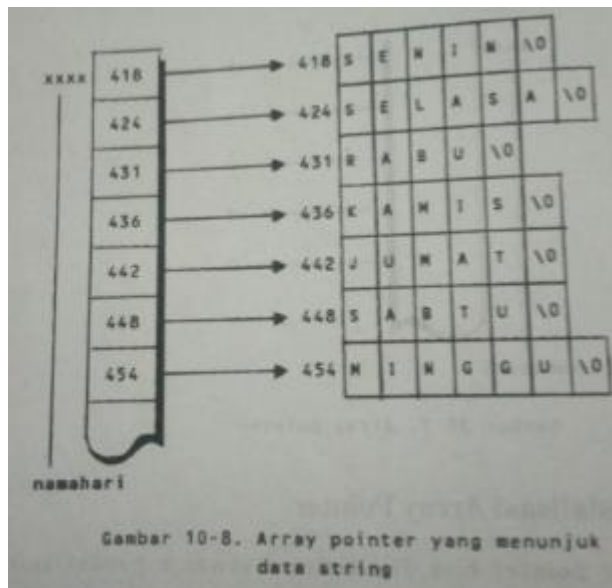 xxxx 418 418 S E N I N \0
424 424 S E L A S A \0
431 431 R A B U \0
436 436 K A M I S \0
442 442 J U M A T \0
448 448 S A B T U \0
454 454 M I N G G U \0
namahari
Gambar 10-8. Array pointer yang menunjuk
data string